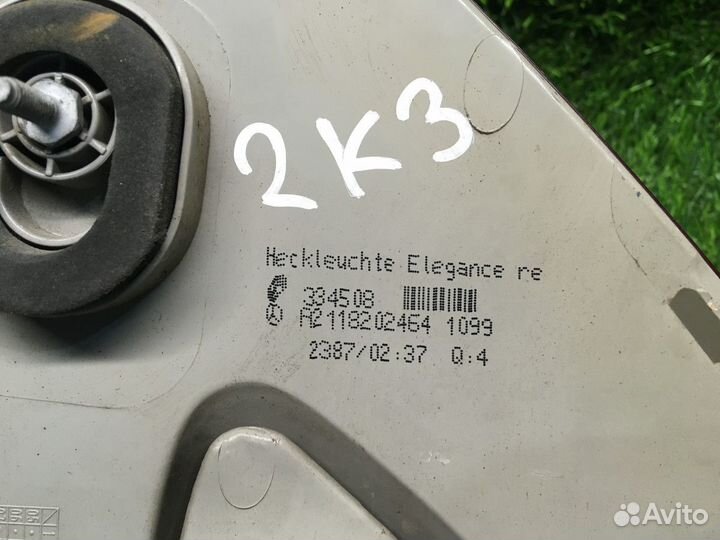 2K3
Heckleuchte Elegance re
334508
A2118202464 1099
2387/02:37 Q:4
Avito